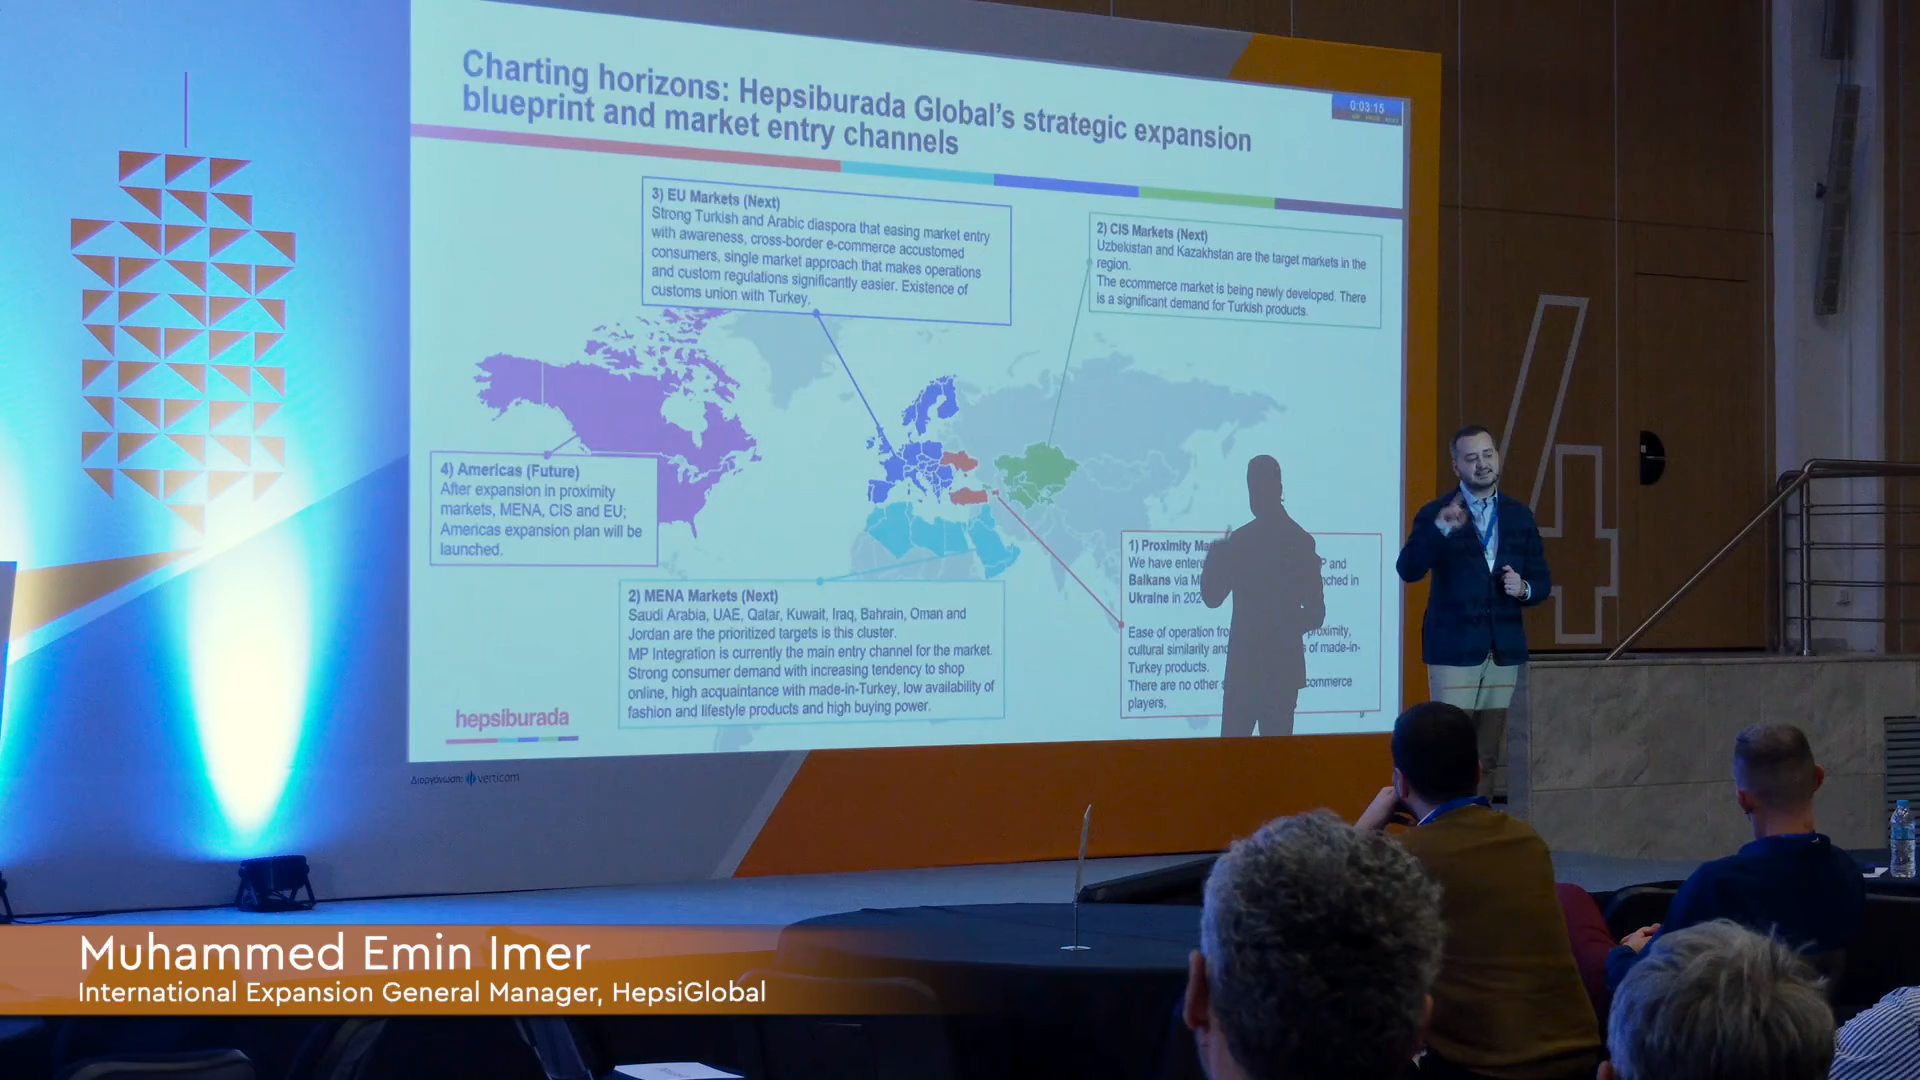 Charting horizons: Hepsiburada Global's strategic expansion
blueprint and market entry channels
0:03:15
3) EU Markets (Next)
Strong Turkish and Arabic diaspora that easing market entry
with awareness, cross-border e-commerce accustomed
consumers, single market approach that makes operations
and custom regulations significantly easier. Existence of
customs union with Turkey.
2) CIS Markets (Next)
Uzbekistan and Kazakhstan are the target markets in the
region.
The ecommerce market is being newly developed. There
is a significant demand for Turkish products.
4) Americas (Future)
After expansion in proximity
markets, MENA, CIS and EU;
Americas expansion plan will be
launched.
2) MENA Markets (Next)
Saudi Arabia, UAE, Qatar, Kuwait, Iraq, Bahrain, Oman and
Jordan are the prioritized targets is this cluster.
MP Integration is currently the main entry channel for the market.
Strong consumer demand with increasing tendency to shop
online, high acquaintance with made-in-Turkey, low availability of
fashion and lifestyle products and high buying power.
1) Proximity
We have and
Balkans via
Ukraine in
Ease of operation proximity,
cultural similarity of made-in-
Turkey products.
There are no other
players.
hepsiburada
Διοργάνωση: verticom
4
Muhammed Emin Imer
International Expansion General Manager, HepsiGlobal